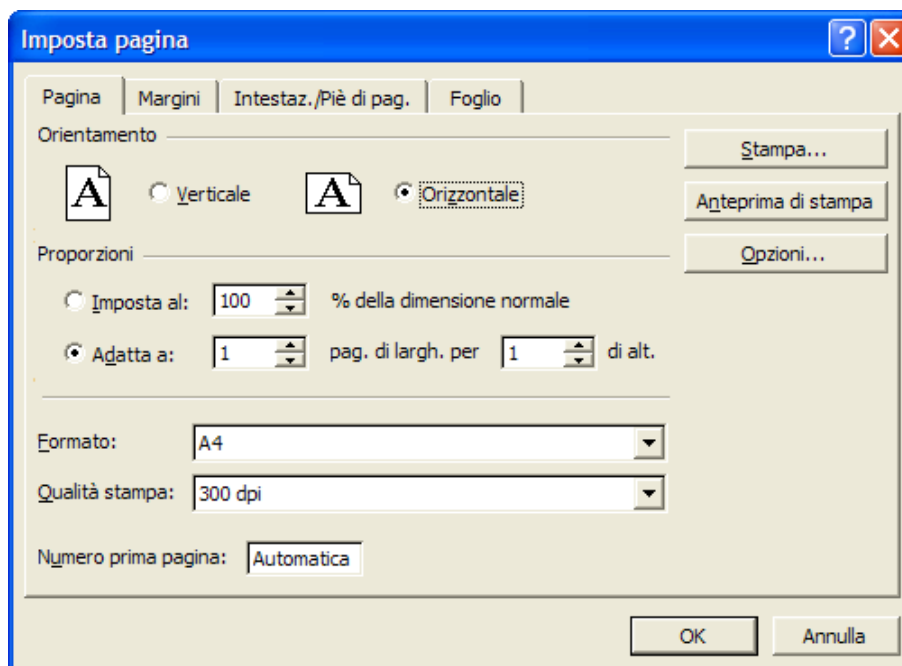 Imposta pagina
Pagina Margini Intestaz./Piè di pag. Foglio
Orientamento
A Verticale A Orizzontale
Stampa...
Anteprima di stampa
Opzioni...
Proporzioni
Imposta al: 100 % della dimensione normale
Adatta a: 1 pag. di largh. per 1 di alt.
Formato: A4
Qualità stampa: 300 dpi
Numero prima pagina: Automatica
OK Annulla